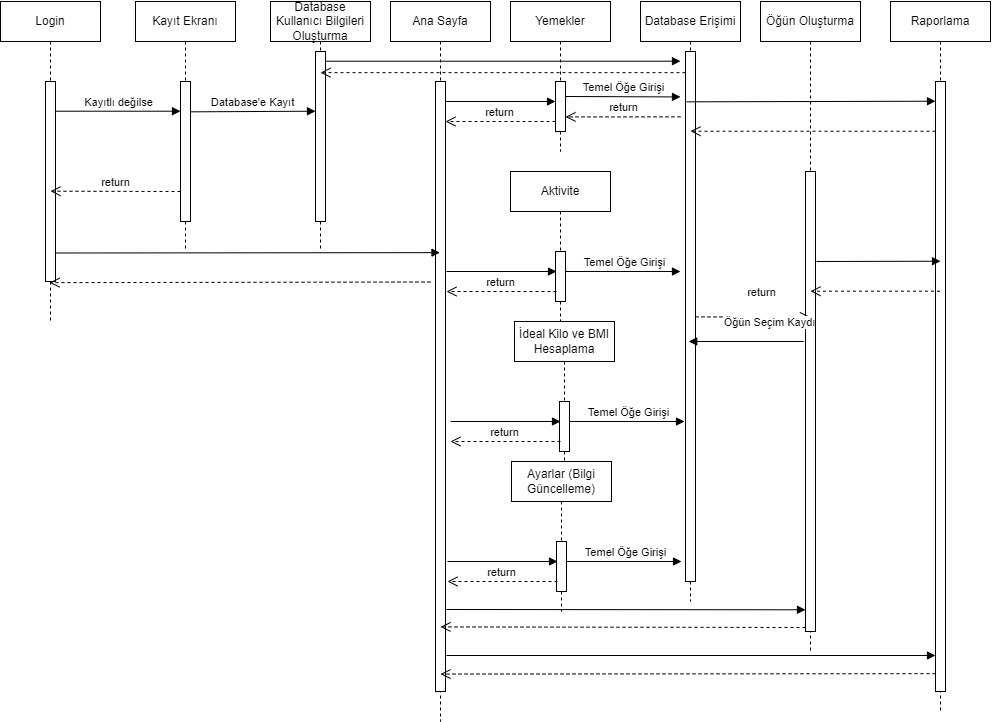 Login
Kayıt Ekranı
Database
Kullanıcı Bilgileri
Oluşturma
Ana Sayfa
Yemekler
Database Erişimi
Öğün Oluşturma
Raporlama
Kayıtlı değilse
Database'e Kayıt
Temel Öğe Girişi
return
return
return
Aktivite
Temel Öğe Girişi
return
return
Öğün Seçim Kaydı
İdeal Kilo ve BMI
Hesaplama
Temel Öğe Girişi
return
Ayarlar (Bilgi
Güncelleme)
Temel Öğe Girişi
return